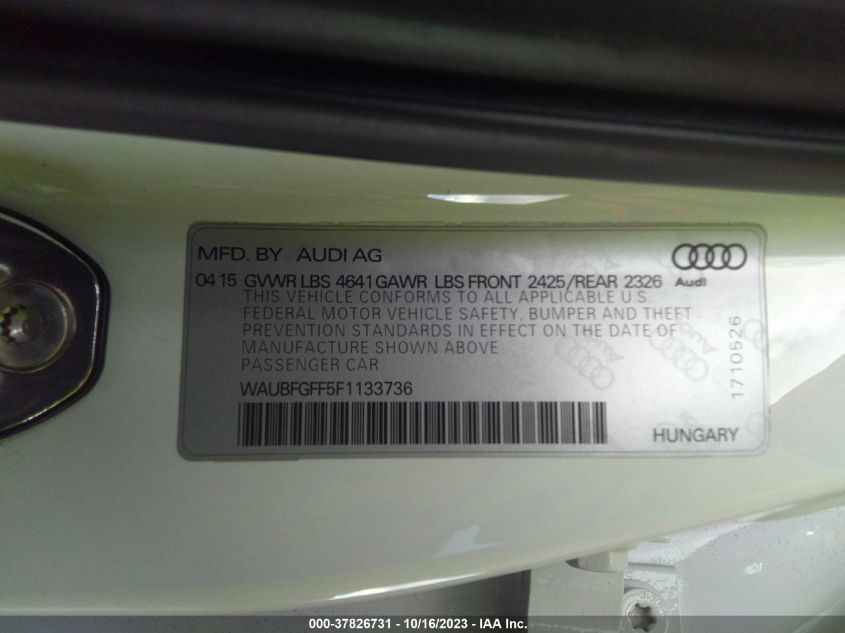 MFD. BY AUDI AG
04 15 GVWR LBS 4641 GAWR LBS FRONT 2425/REAR 2326
Audi
THIS VEHICLE CONFORMS TO ALL APPLICABLE U.S.
FEDERAL MOTOR VEHICLE SAFETY, BUMPER AND THEFT
PREVENTION STANDARDS IN EFFECT ON THE DATE OF
MANUFACTURE SHOWN ABOVE
PASSENGER CAR
1710526
WAUBFGFF5F1133736
HUNGARY
000-37826731 - 10/16/2023 - IAA Inc.